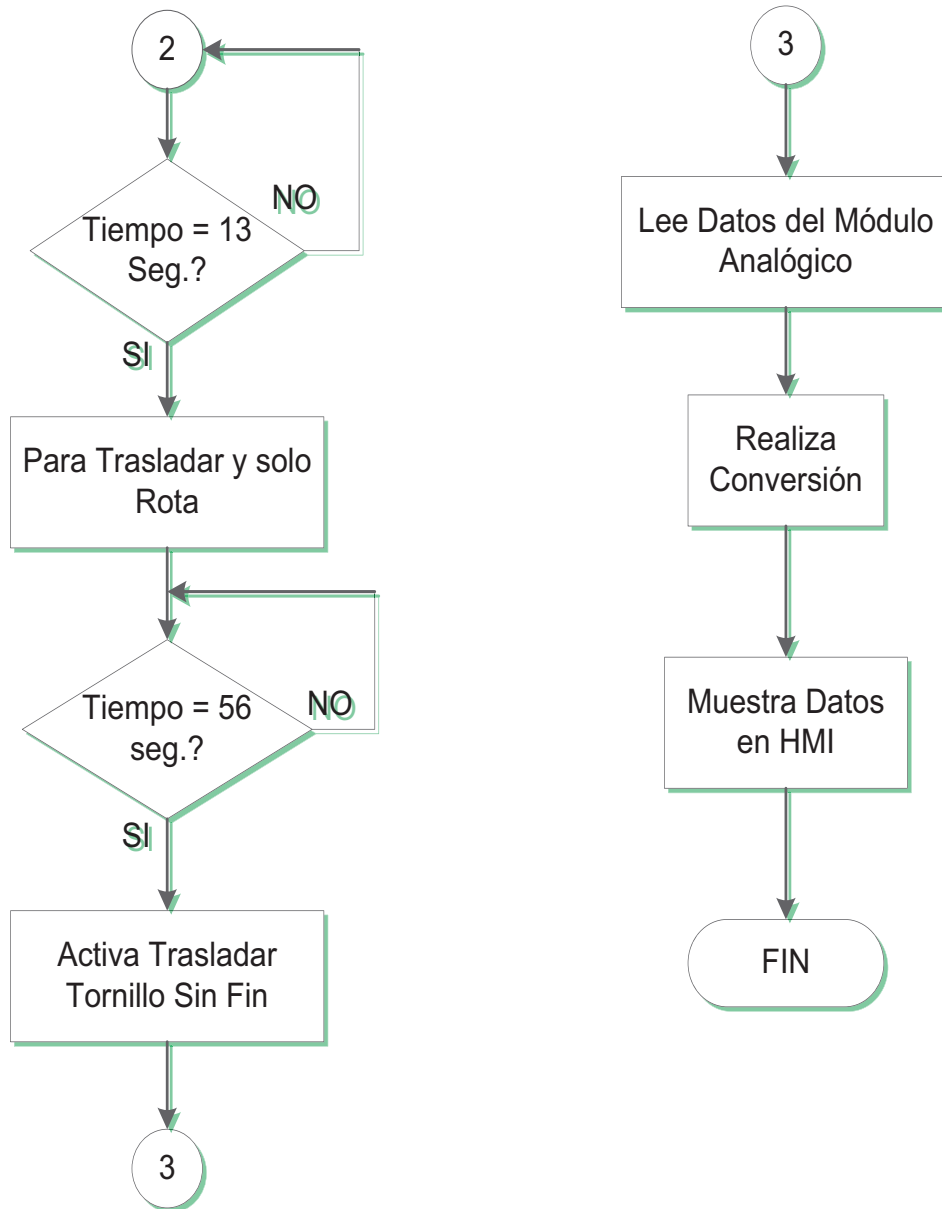 2
NO
Tiempo = 13
Seg.?
SI
Para Trasladar y solo
Rota
Tiempo = 56
seg.?
NO
SI
Activa Trasladar
Tornillo Sin Fin
3
3
Lee Datos del Módulo
Analógico
Realiza
Conversión
Muestra Datos
en HMI
FIN